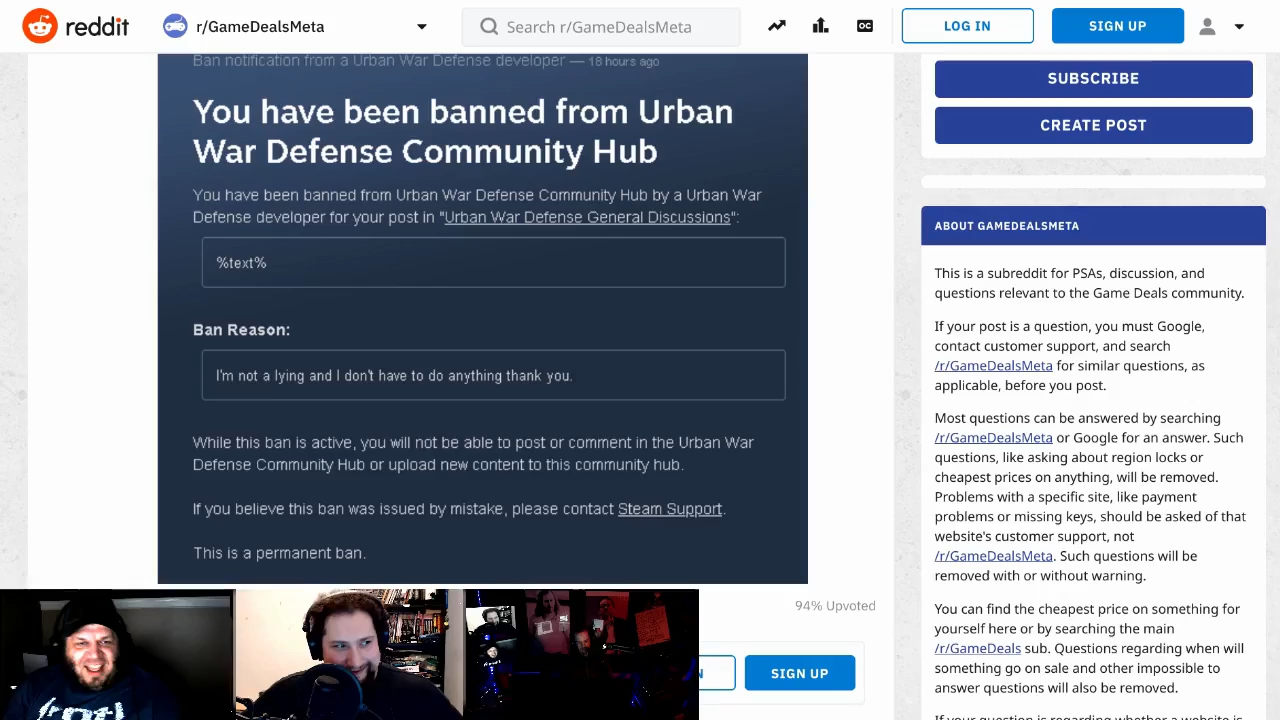 reddit
r/GameDealsMeta
Search r/GameDealsMeta
LOG IN
SIGN UP
Ban notification from a Urban War Defense developer — 18 hours ago
You have been banned from Urban
War Defense Community Hub
You have been banned from Urban War Defense Community Hub by a Urban War
Defense developer for your post in "Urban War Defense General Discussions":
%text%
Ban Reason:
I'm not a lying and I don't have to do anything thank you.
While this ban is active, you will not be able to post or comment in the Urban War
Defense Community Hub or upload new content to this community hub.
If you believe this ban was issued by mistake, please contact Steam Support.
This is a permanent ban.
94% Upvoted
N
SIGN UP
SUBSCRIBE
CREATE POST
ABOUT GAMEDEALSMETA
This is a subreddit for PSAs, discussion, and
questions relevant to the Game Deals community.
If your post is a question, you must Google,
contact customer support, and search
/r/GameDealsMeta for similar questions, as
applicable, before you post.
Most questions can be answered by searching
/r/GameDealsMeta or Google for an answer. Such
questions, like asking about region locks or
cheapest prices on anything, will be removed.
Problems with a specific site, like payment
problems or missing keys, should be asked of that
website's customer support, not
/r/GameDealsMeta. Such questions will be
removed with or without warning.
You can find the cheapest price on something for
yourself here or by searching the main
/r/GameDeals sub. Questions regarding when will
something go on sale and other impossible to
answer questions will also be removed.
If your question is regarding whether a website is